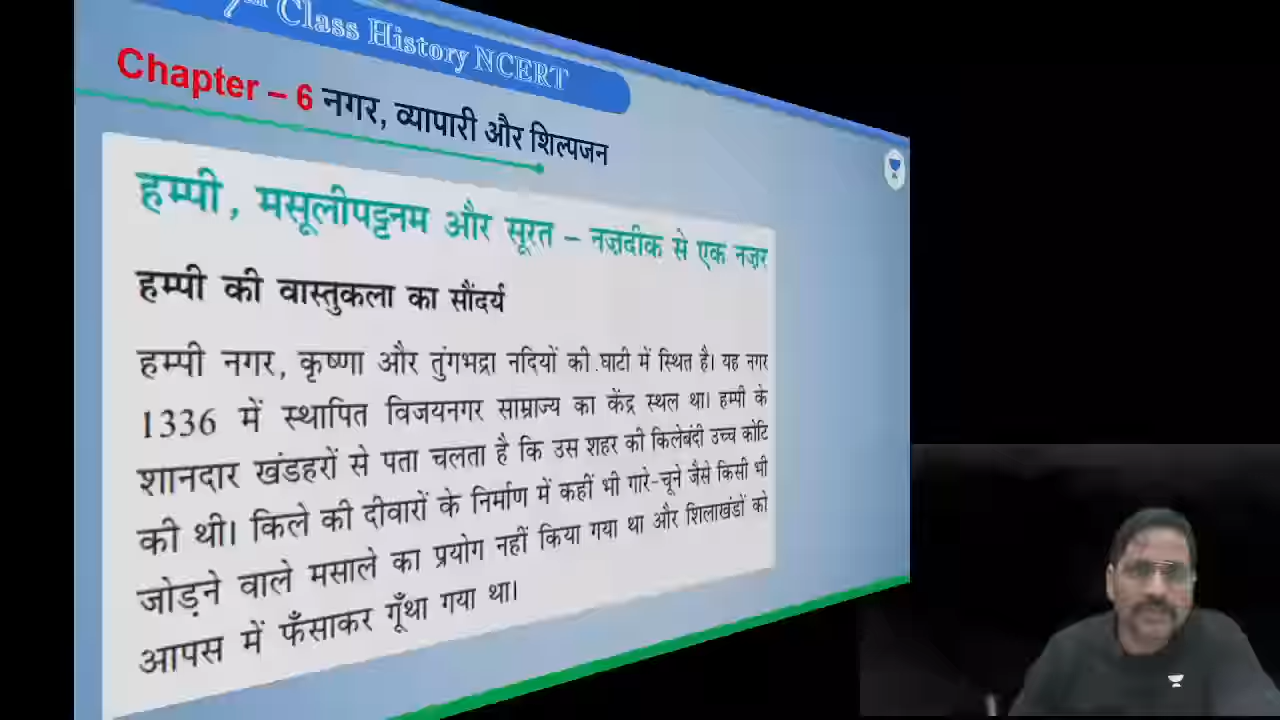 7th Class History NCERT
Chapter – 6 नगर, व्यापारी और शिल्पजन
हम्पी, मसूलीपट्टनम और सूरत – नज़दीक से एक नज़र
हम्पी की वास्तुकला का सौंदर्य
हम्पी नगर, कृष्णा और तुंगभद्रा नदियों की घाटी में स्थित है। यह नगर
1336 में स्थापित विजयनगर साम्राज्य का केंद्र स्थल था। हम्पी के
शानदार खंडहरों से पता चलता है कि उस शहर की किलेबंदी उच्च कोटि
की थी। किले की दीवारों के निर्माण में कहीं भी गारे-चूने जैसे किसी भी
जोड़ने वाले मसाले का प्रयोग नहीं किया गया था और शिलाखंडों को
आपस में फँसाकर गूँथा गया था।